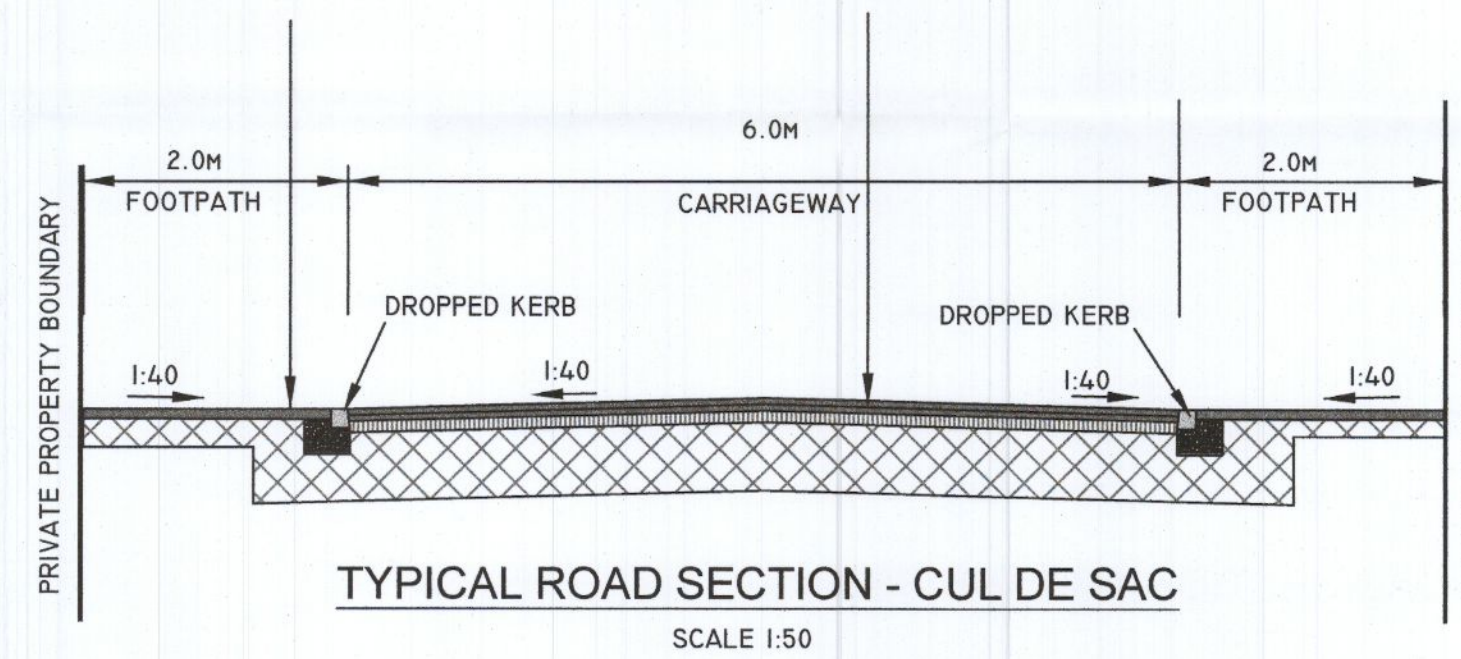 6.0M
2.0M
2.0M
FOOTPATH
CARRIAGEWAY
FOOTPATH
PRIVATE PROPERTY BOUNDARY
DROPPED KERB
DROPPED KERB
1:40
1:40
1:40
1:40
TYPICAL ROAD SECTION - CUL DE SAC
SCALE 1:50